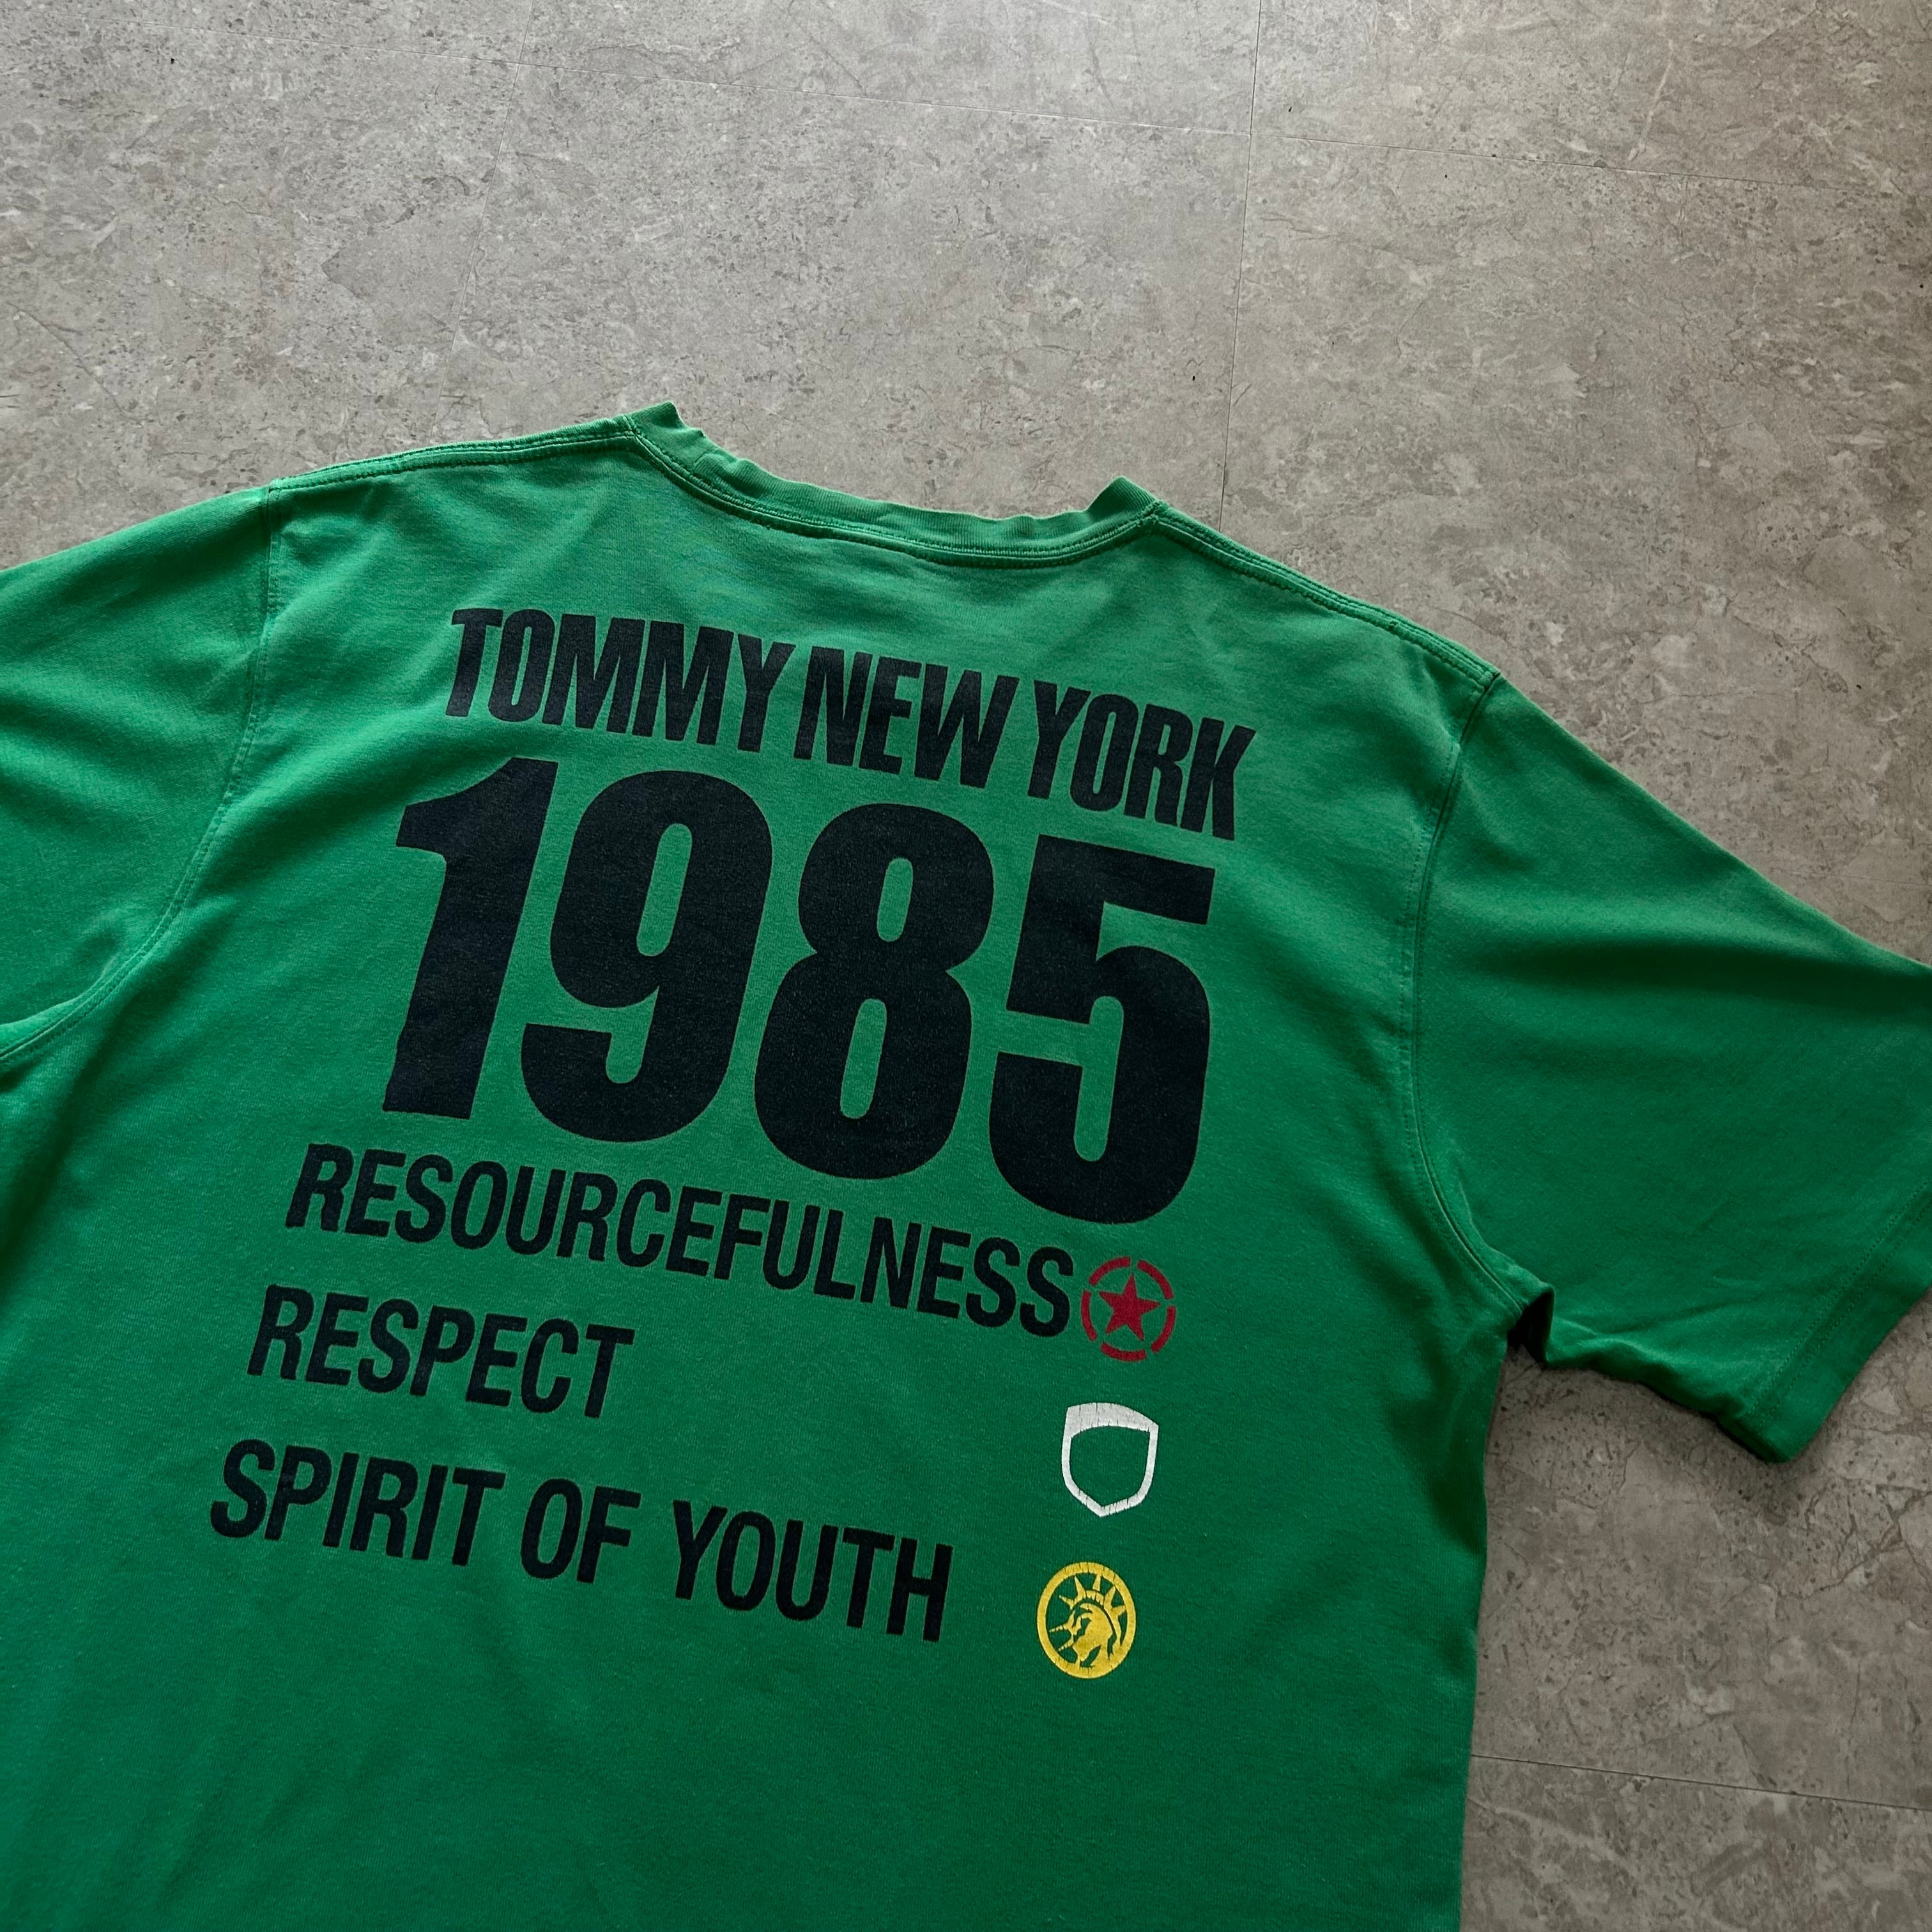 TOMMY NEW YORK
1985
RESOURCEFULNESS
RESPECT
SPIRIT OF YOUTH